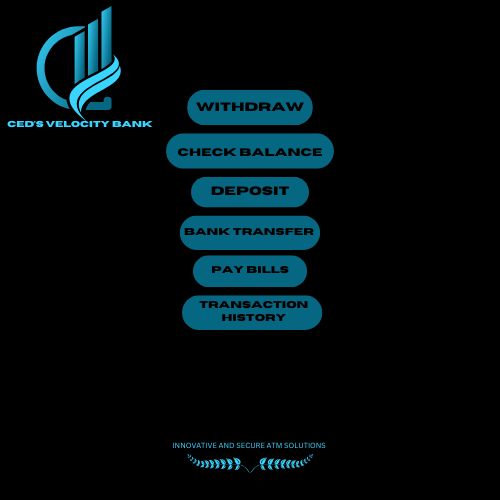 CED'S VELOCITY BANK
WITHDRAW
CHECK BALANCE
DEPOSIT
BANK TRANSFER
PAY BILLS
TRANSACTION
HISTORY
INNOVATIVE AND SECURE ATM SOLUTIONS